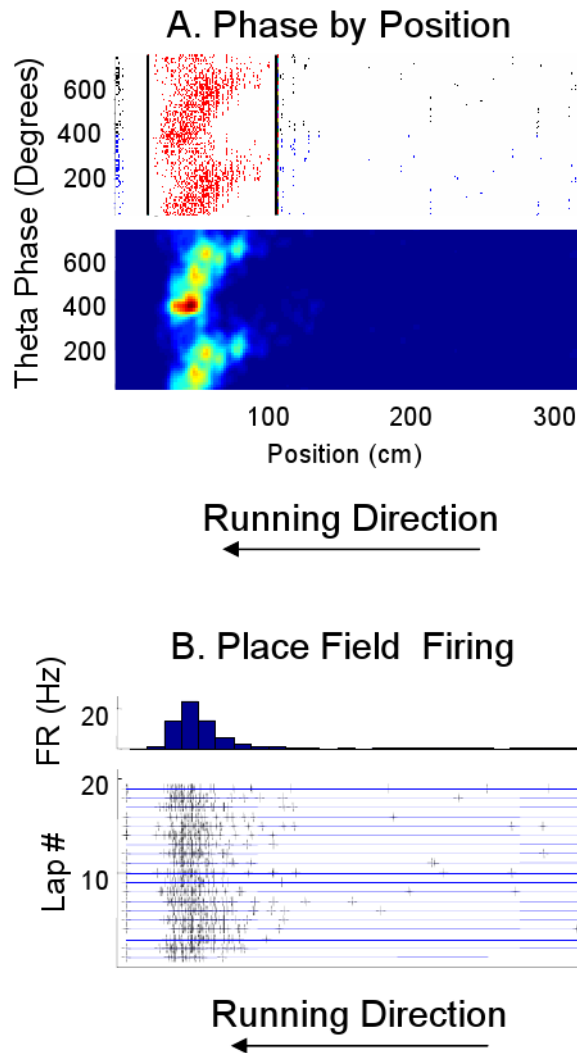 A. Phase by Position
Theta Phase (Degrees)
600
400
200
600
400
200
100 200 300
Position (cm)
Running Direction
B. Place Field Firing
FR (Hz)
20
Lap #
20
10
Running Direction